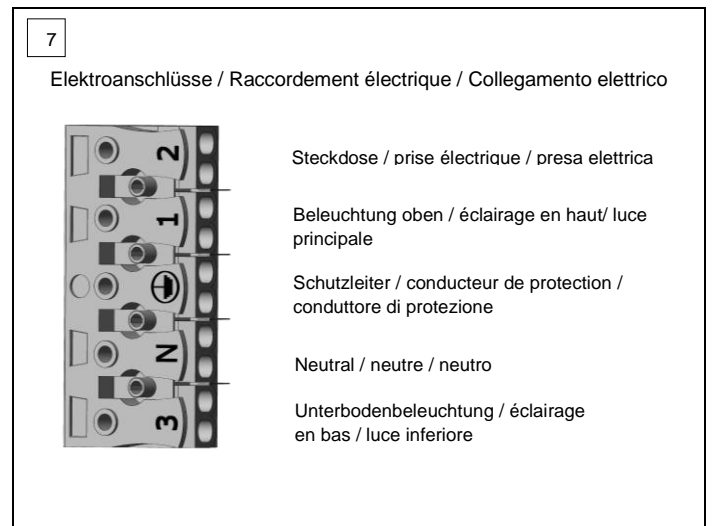 7
Elektroanschlüsse / Raccordement électrique / Collegamento elettrico
2
Steckdose / prise électrique / presa elettrica
1
Beleuchtung oben / éclairage en haut/ luce
principale
Schutzleiter / conducteur de protection /
conduttore di protezione
N
Neutral / neutre / neutro
3
Unterbodenbeleuchtung / éclairage
en bas / luce inferiore